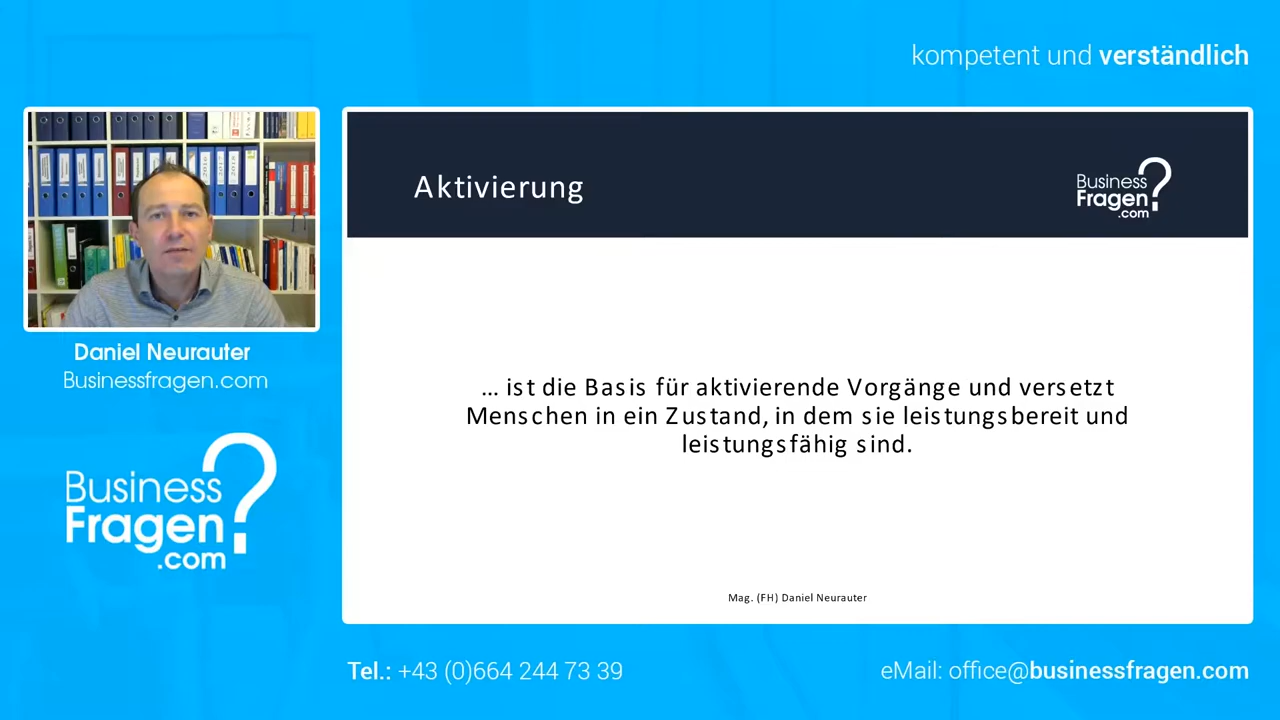 kompetent und verständlich
Aktivierung
Business
Fragen?
.com
… ist die Basis für aktivierende Vorgänge und versetzt
Menschen in ein Zustand, in dem sie leistungsbereit und
leistungsfähig sind.
Mag. (FH) Daniel Neurauter
Daniel Neurauter
Businessfragen.com
Business
Fragen?
.com
Tel.: +43 (0)664 244 73 39
eMail: office@businessfragen.com